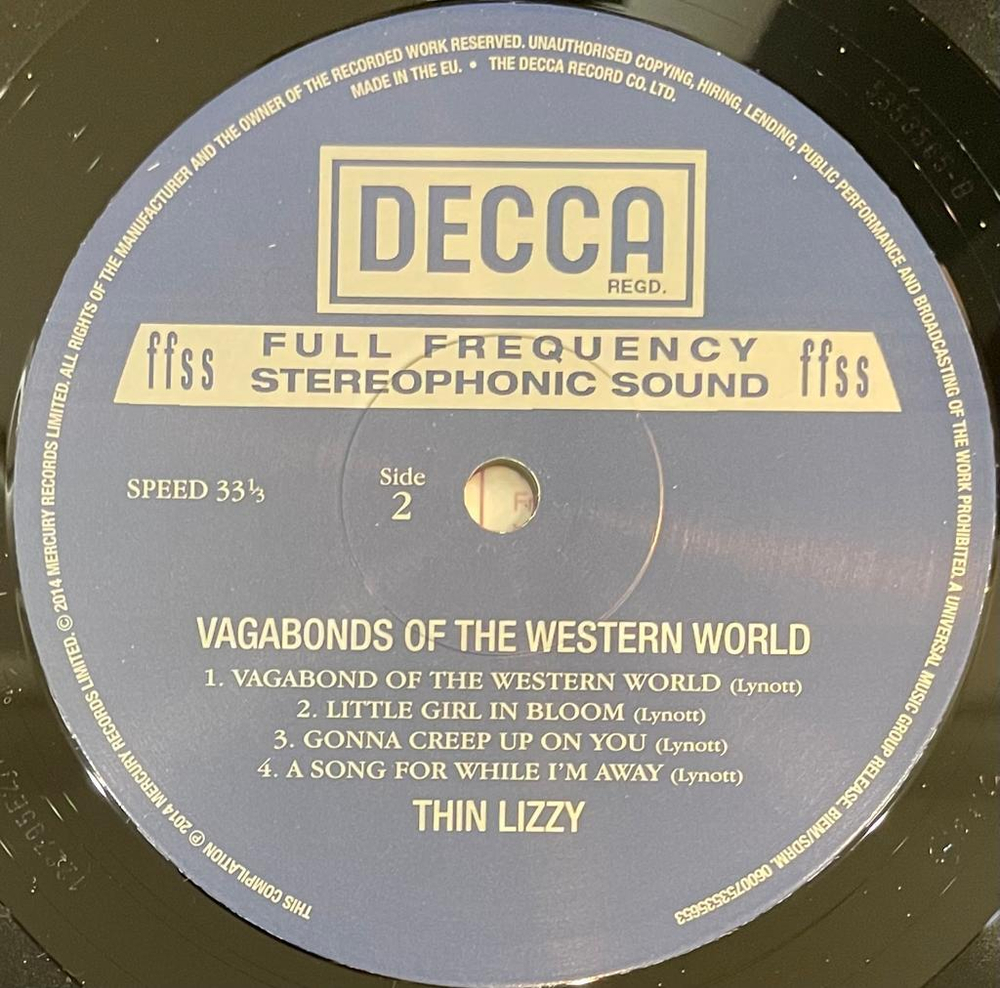 THIS COMPILATION ℗ 2014 MERCURY RECORDS LIMITED. © 2014 MERCURY RECORDS LIMITED. ALL RIGHTS OF THE MANUFACTURER AND THE OWNER OF THE RECORDED WORK RESERVED. UNAUTHORISED COPYING, HIRING, LENDING, PUBLIC PERFORMANCE AND BROADCASTING OF THE WORK PROHIBITED. A UNIVERSAL MUSIC GROUP RELEASE. BIEM/SDRM. 0600753535653
MADE IN THE EU. • THE DECCA RECORD CO. LTD.
DECCA
REGD.
ffss FULL FREQUENCY ffss
STEREOPHONIC SOUND
SPEED 33⅓
Side
2
VAGABONDS OF THE WESTERN WORLD
1. VAGABOND OF THE WESTERN WORLD (Lynott)
2. LITTLE GIRL IN BLOOM (Lynott)
3. GONNA CREEP UP ON YOU (Lynott)
4. A SONG FOR WHILE I'M AWAY (Lynott)
THIN LIZZY